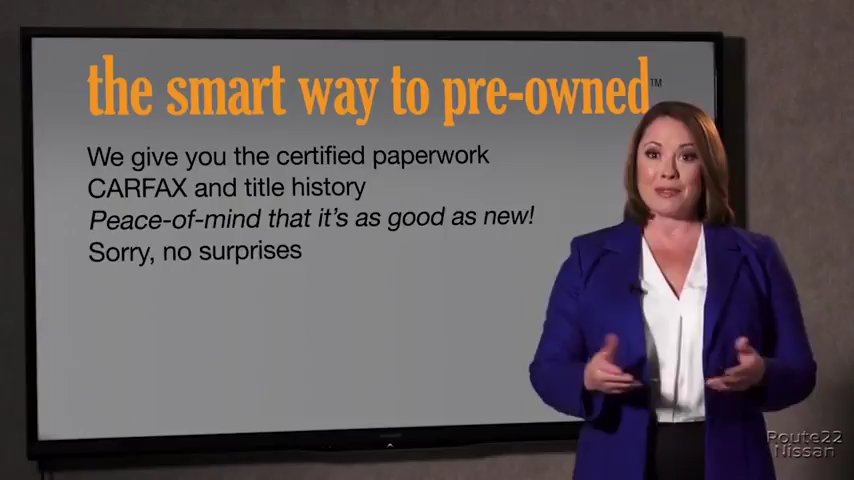 the smart way to pre-owned™
We give you the certified paperwork
CARFAX and title history
Peace-of-mind that it's as good as new!
Sorry, no surprises
Route22
Nissan